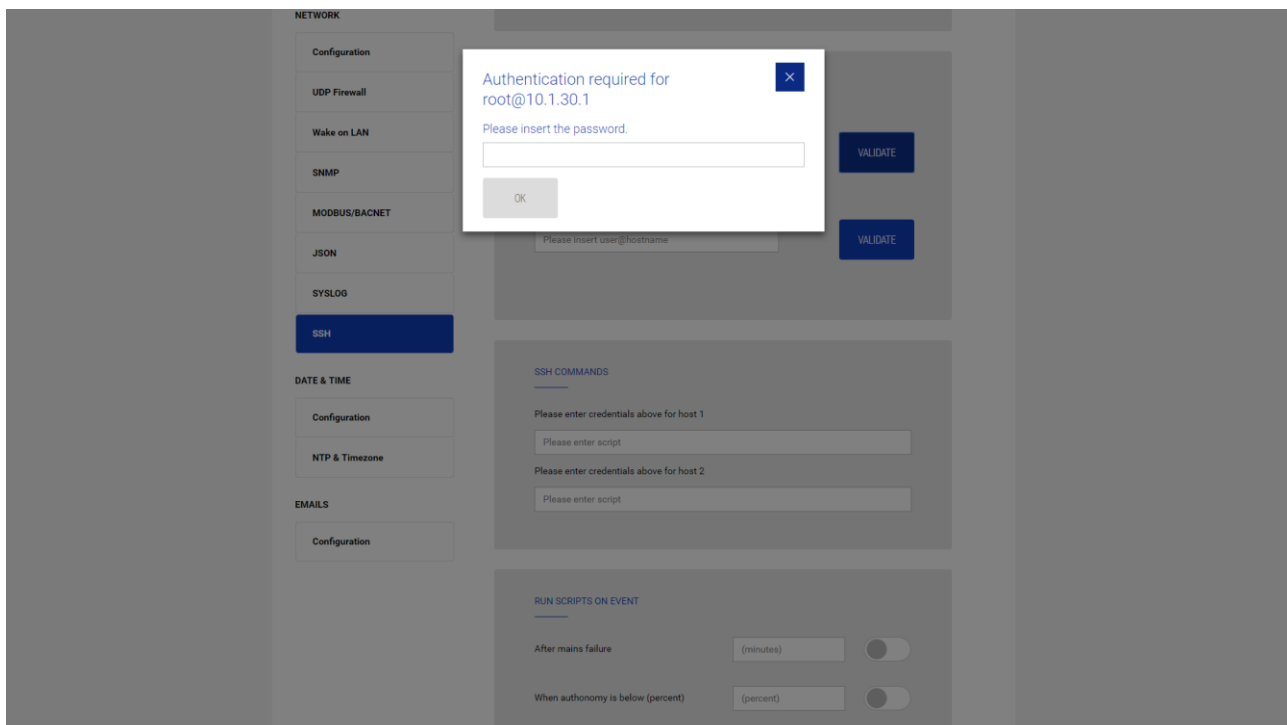 NETWORK
Configuration
UDP Firewall
Wake on LAN
SNMP
MODBUS/BACNET
JSON
SYSLOG
SSH
DATE & TIME
Configuration
NTP & Timezone
EMAILS
Configuration
Authentication required for
root@10.1.30.1
×
Please insert the password.
OK
VALIDATE
Please insert user@hostname
VALIDATE
SSH COMMANDS
Please enter credentials above for host 1
Please enter script
Please enter credentials above for host 2
Please enter script
RUN SCRIPTS ON EVENT
After mains failure
(minutes)
When authonomy is below (percent)
(percent)